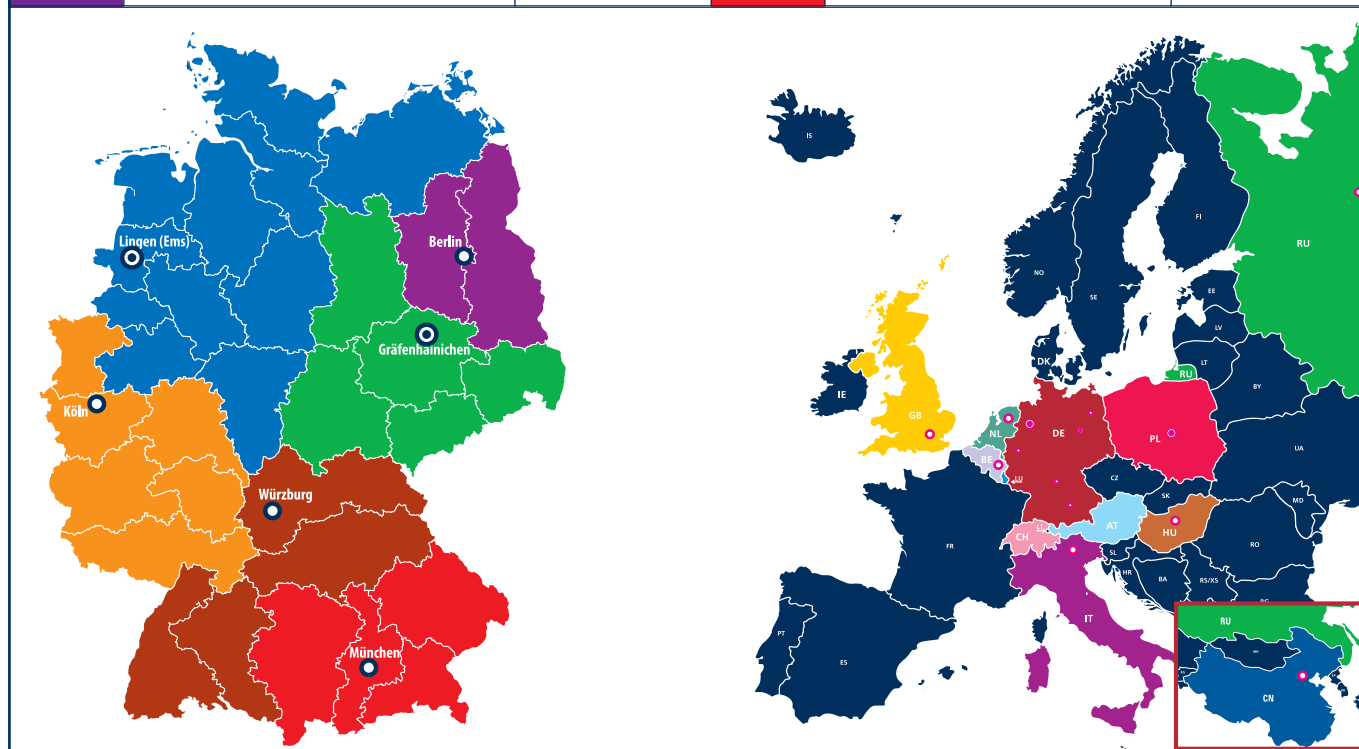 Lingen (Ems)
Berlin
Gräfenhainichen
Köln
Würzburg
München
IS
FI
RU
NO
SE
EE
LV
DK
LT
RU
BY
IE
GB
NL
DE
PL
BE
UA
LU
CZ
SK
MD
AT
LI
HU
CH
FR
RO
SL
HR
BA
RS/XS
IT
PT
ES
RU
CN